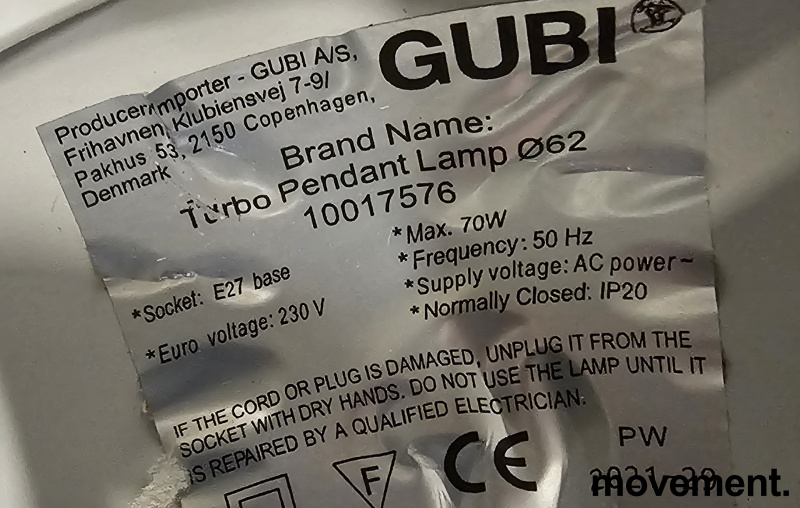 GUBI
Producer/Importer - GUBI A/S,
Frihavnen, Klubiensvej 7-9/
Pakhus 53, 2150 Copenhagen,
Denmark
Brand Name:
Turbo Pendant Lamp Ø62
10017576
*Socket: E27 base
*Euro voltage: 230 V
*Max. 70W
*Frequency: 50 Hz
*Supply voltage: AC power~
*Normally Closed: IP20
IF THE CORD OR PLUG IS DAMAGED, UNPLUG IT FROM THE
SOCKET WITH DRY HANDS. DO NOT USE THE LAMP UNTIL IT
IS REPAIRED BY A QUALIFIED ELECTRICIAN.
F
CE
PW
movement.